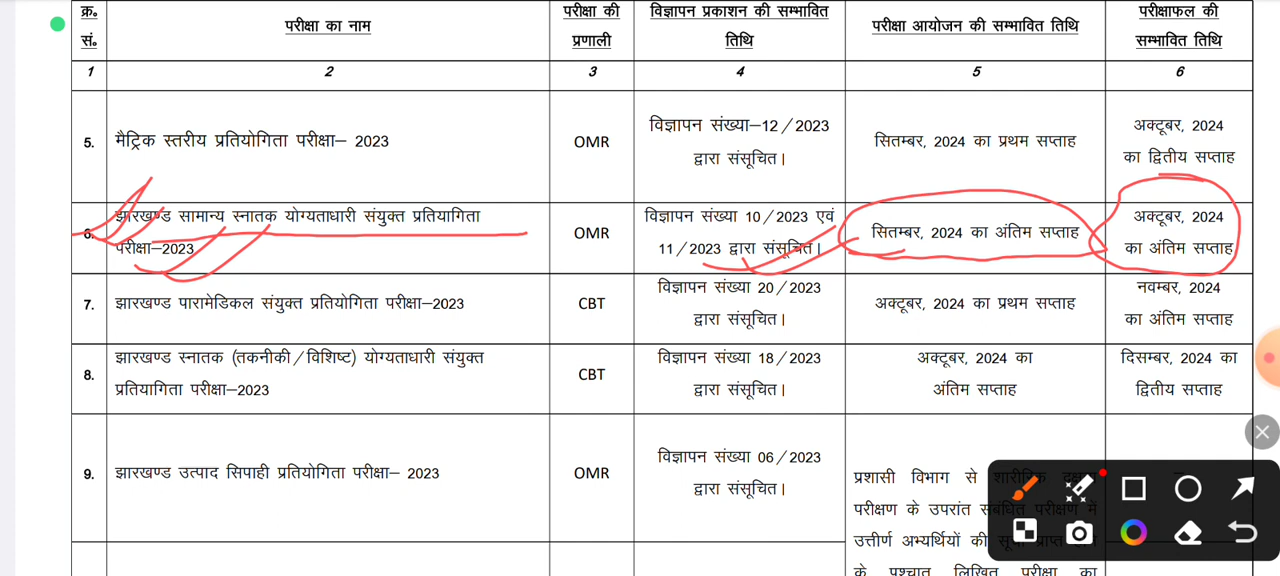 क्र०
सं०
परीक्षा का नाम
परीक्षा की
प्रणाली
विज्ञापन प्रकाशन की सम्भावित
तिथि
परीक्षा आयोजन की सम्भावित तिथि
परीक्षाफल की
सम्भावित तिथि
1 2 3 4 5 6
5.
मैट्रिक स्तरीय प्रतियोगिता परीक्षा– 2023
OMR
विज्ञापन संख्या–12/2023
द्वारा संसूचित।
सितम्बर, 2024 का प्रथम सप्ताह
अक्टूबर, 2024
का द्वितीय सप्ताह
6.
झारखण्ड सामान्य स्नातक योग्यताधारी संयुक्त प्रतियागिता
परीक्षा–2023
OMR
विज्ञापन संख्या 10/2023 एवं
11/2023 द्वारा संसूचित।
सितम्बर, 2024 का अंतिम सप्ताह
अक्टूबर, 2024
का अंतिम सप्ताह
7.
झारखण्ड पारामेडिकल संयुक्त प्रतियोगिता परीक्षा–2023
CBT
विज्ञापन संख्या 20/2023
द्वारा संसूचित।
अक्टूबर, 2024 का प्रथम सप्ताह
नवम्बर, 2024
का अंतिम सप्ताह
8.
झारखण्ड स्नातक (तकनीकी/विशिष्ट) योग्यताधारी संयुक्त
प्रतियागिता परीक्षा–2023
CBT
विज्ञापन संख्या 18/2023
द्वारा संसूचित।
अक्टूबर, 2024 का
अंतिम सप्ताह
दिसम्बर, 2024 का
द्वितीय सप्ताह
9.
झारखण्ड उत्पाद सिपाही प्रतियोगिता परीक्षा– 2023
OMR
विज्ञापन संख्या 06/2023
द्वारा संसूचित।
प्रशासी विभाग से शारीरिक
परीक्षण के उपरांत संबंधित परीक्षण में
उत्तीर्ण अभ्यर्थियों की सूची प्राप्त
के पश्चात लिखित परीक्षा का